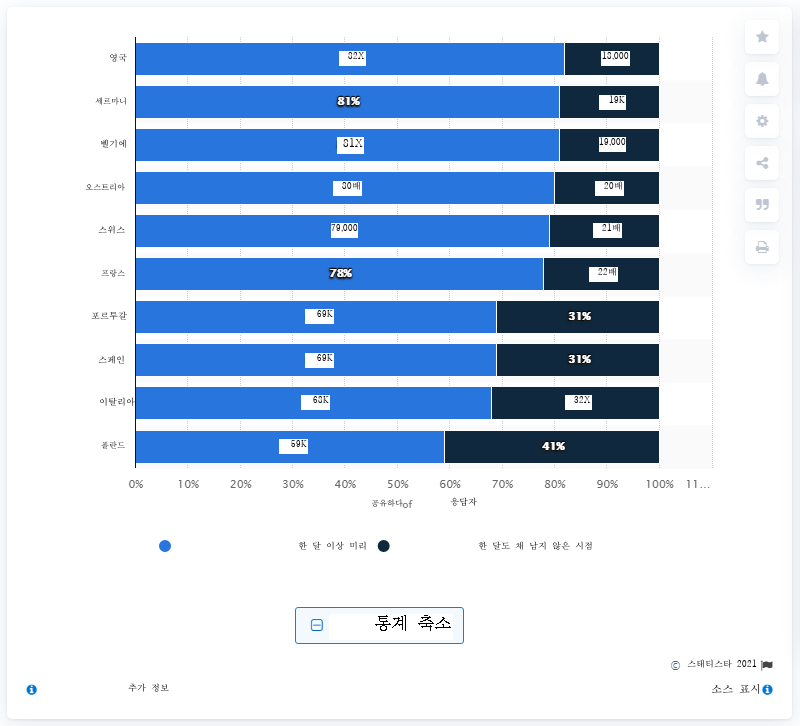 영국 82X 18,000
제르마니 81% 19K
벨기에 81X 19,000
오스트리아 80배 20배
스위스 79,000 21배
프랑스 78% 22배
포르투갈 69K 31%
스페인 69K 31%
이탈리아 68K 32X
폴란드 59K 41%
0% 10% 20% 30% 40% 50% 60% 70% 80% 90% 100% 11…
공유하다of 응답자
한 달 이상 미리 한 달도 채 남지 않은 시점
통계 축소
© 스태티스타 2021
추가 정보 소스 표시